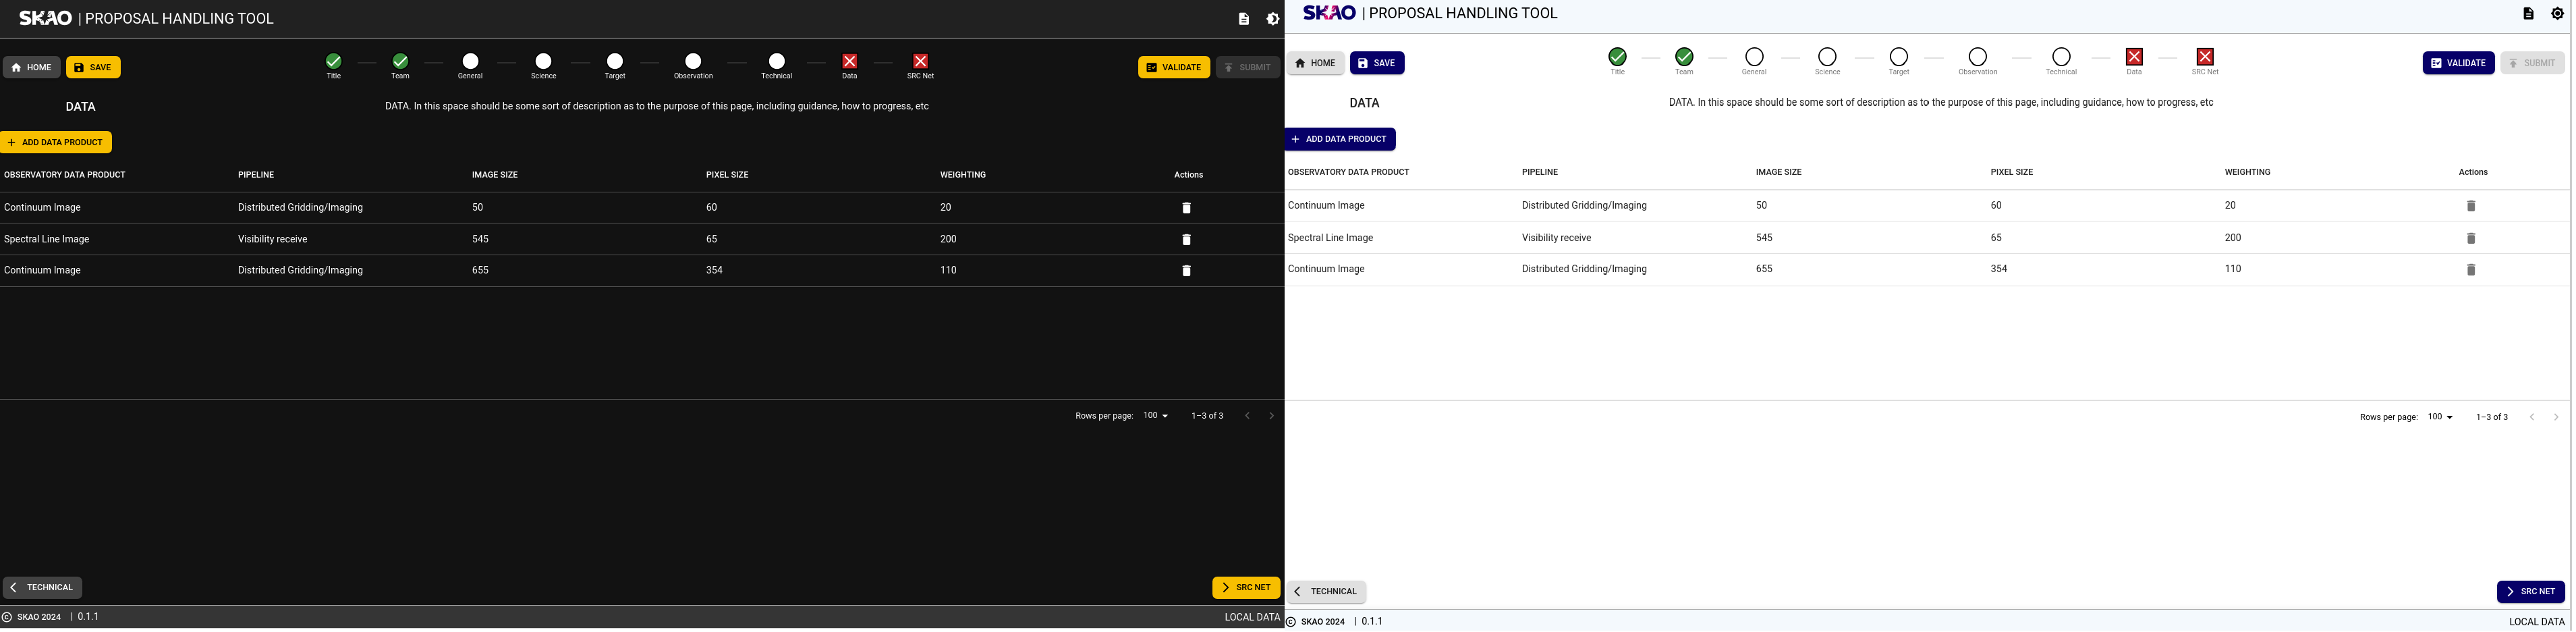 SKAO | PROPOSAL HANDLING TOOL
HOME
SAVE
Title
Team
General
Science
Target
Observation
Technical
Data
SRC Net
VALIDATE
SUBMIT
DATA
DATA. In this space should be some sort of description as to the purpose of this page, including guidance, how to progress, etc
ADD DATA PRODUCT
OBSERVATORY DATA PRODUCT PIPELINE IMAGE SIZE PIXEL SIZE WEIGHTING Actions
Continuum Image Distributed Gridding/Imaging 50 60 20
Spectral Line Image Visibility receive 545 65 200
Continuum Image Distributed Gridding/Imaging 655 354 110
Rows per page: 100 1–3 of 3
TECHNICAL
SRC NET
© SKAO 2024 | 0.1.1
LOCAL DATA
SKAO | PROPOSAL HANDLING TOOL
HOME
SAVE
Title
Team
General
Science
Target
Observation
Technical
Data
SRC Net
VALIDATE
SUBMIT
DATA
DATA. In this space should be some sort of description as to the purpose of this page, including guidance, how to progress, etc
ADD DATA PRODUCT
OBSERVATORY DATA PRODUCT PIPELINE IMAGE SIZE PIXEL SIZE WEIGHTING Actions
Continuum Image Distributed Gridding/Imaging 50 60 20
Spectral Line Image Visibility receive 545 65 200
Continuum Image Distributed Gridding/Imaging 655 354 110
Rows per page: 100 1–3 of 3
TECHNICAL
SRC NET
© SKAO 2024 | 0.1.1
LOCAL DATA